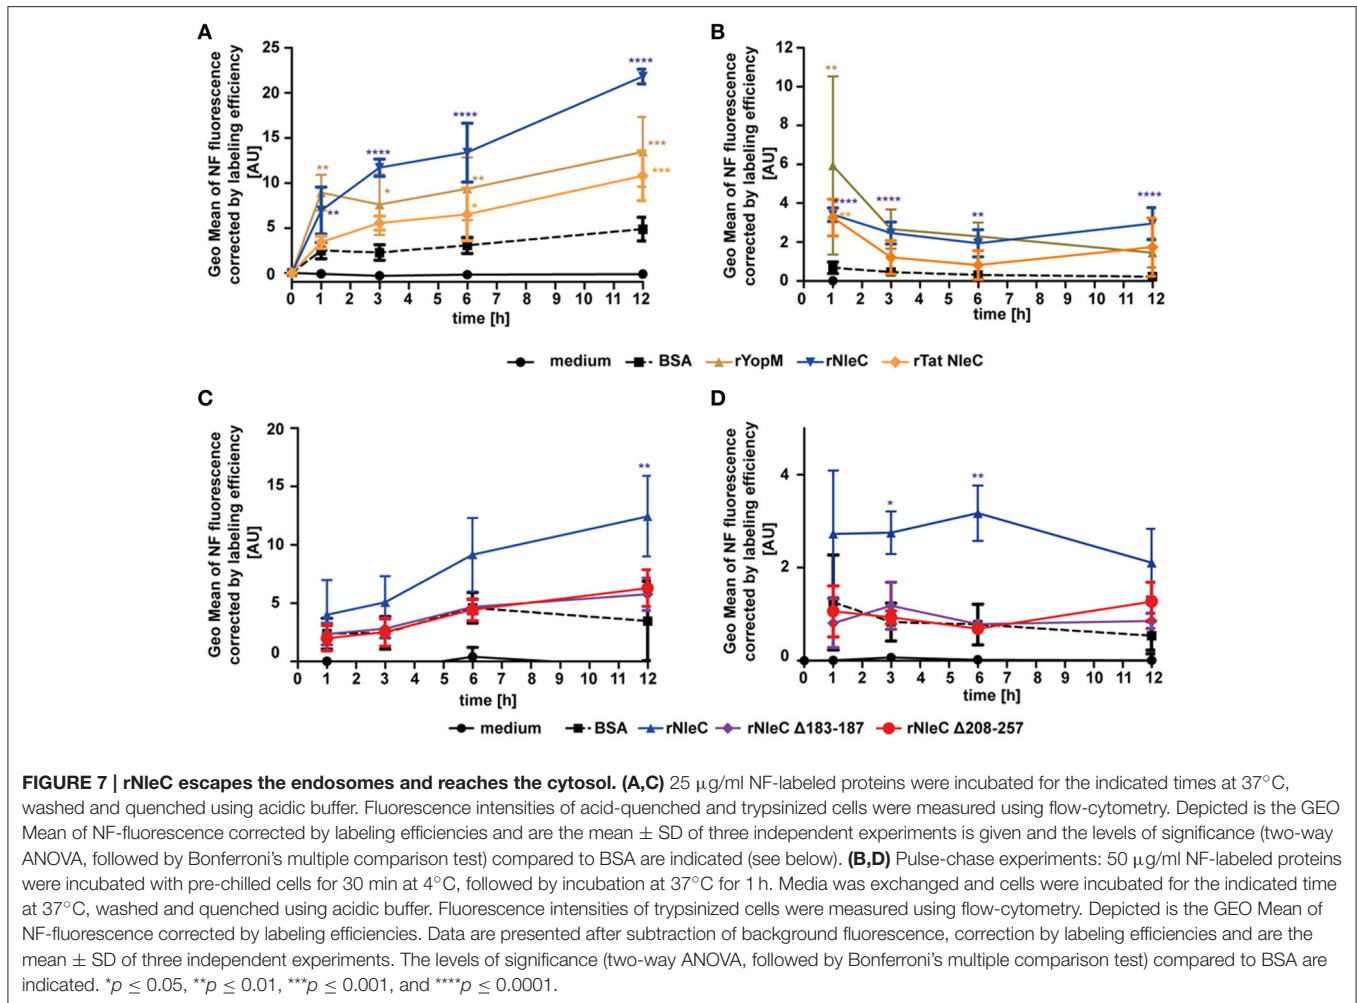 A
B
Geo Mean of NF fluorescence
corrected by labeling efficiency
[AU]
25
20
15
10
5
0
** **** **** ****
** * ** * *** ***
0 1 2 3 4 5 6 7 8 9 10 11 12
time [h]
Geo Mean of NF fluorescence
corrected by labeling efficiency
[AU]
12
10
8
6
4
2
0
** **** ** **** ** ****
0 1 2 3 4 5 6 7 8 9 10 11 12
time [h]
medium BSA rYopM rNleC rTat NleC
C
D
Geo Mean of NF fluorescence
corrected by labeling efficiency
[AU]
20
15
10
5
0
**
0 1 2 3 4 5 6 7 8 9 10 11 12
time [h]
Geo Mean of NF fluorescence
corrected by labeling efficiency
[AU]
4
2
0
* **
0 1 2 3 4 5 6 7 8 9 10 11 12
time [h]
medium BSA rNleC rNleC Δ183-187 rNleC Δ208-257
FIGURE 7 | rNleC escapes the endosomes and reaches the cytosol. (A,C) 25 μg/ml NF-labeled proteins were incubated for the indicated times at 37°C,
washed and quenched using acidic buffer. Fluorescence intensities of acid-quenched and trypsinized cells were measured using flow-cytometry. Depicted is the GEO
Mean of NF-fluorescence corrected by labeling efficiencies and are the mean ± SD of three independent experiments is given and the levels of significance (two-way
ANOVA, followed by Bonferroni's multiple comparison test) compared to BSA are indicated (see below). (B,D) Pulse-chase experiments: 50 μg/ml NF-labeled proteins
were incubated with pre-chilled cells for 30 min at 4°C, followed by incubation at 37°C for 1 h. Media was exchanged and cells were incubated for the indicated time
at 37°C, washed and quenched using acidic buffer. Fluorescence intensities of trypsinized cells were measured using flow-cytometry. Depicted is the GEO Mean of
NF-fluorescence corrected by labeling efficiencies. Data are presented after subtraction of background fluorescence, correction by labeling efficiencies and are the
mean ± SD of three independent experiments. The levels of significance (two-way ANOVA, followed by Bonferroni's multiple comparison test) compared to BSA are
indicated. *p ≤ 0.05, **p ≤ 0.01, ***p ≤ 0.001, and ****p ≤ 0.0001.